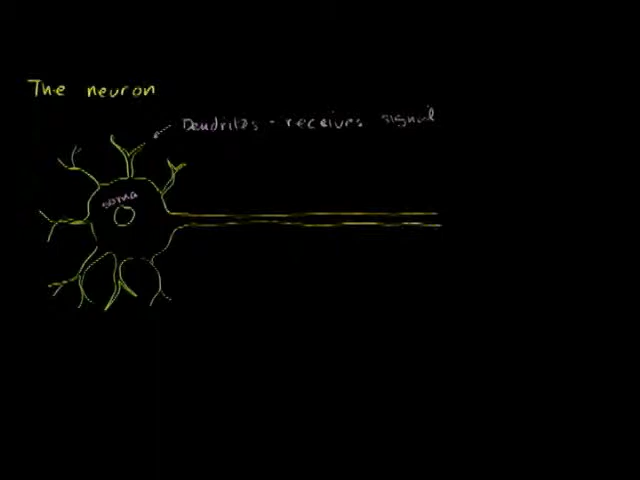 The neuron
Dendrites - receives signal
soma